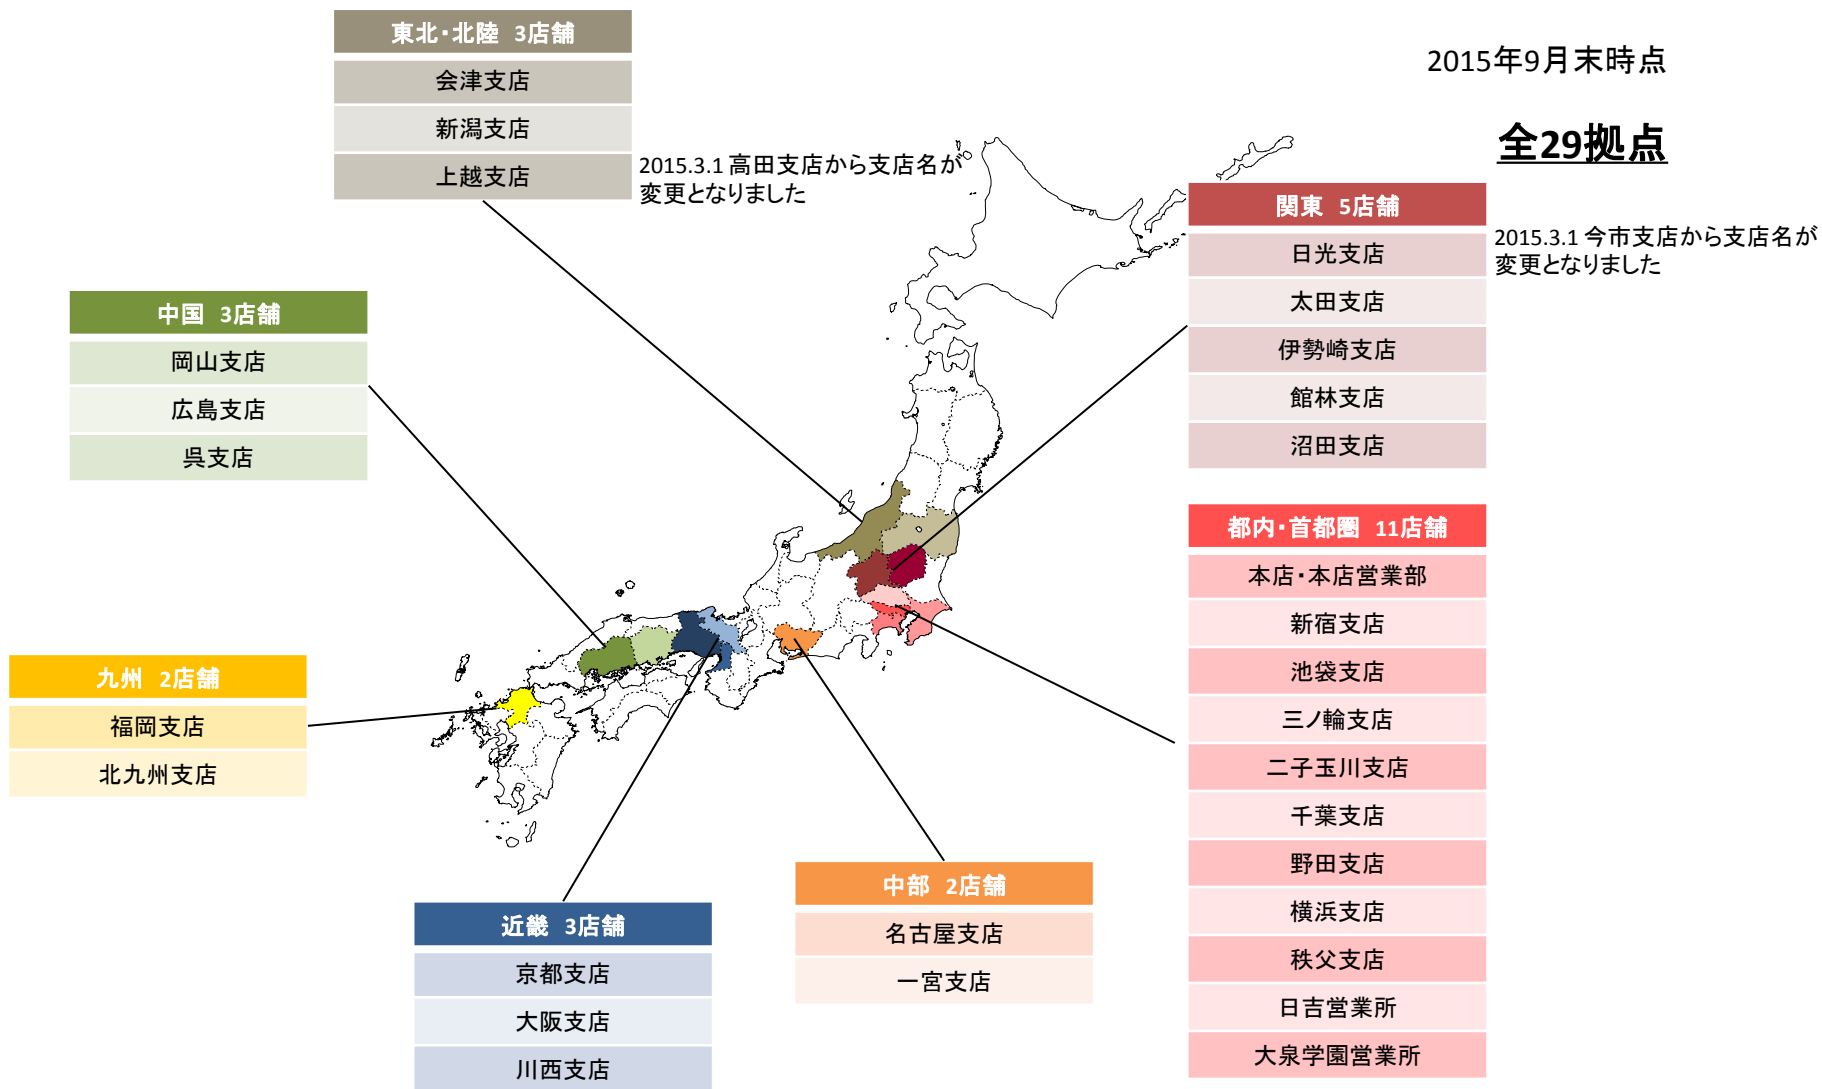 2015年9月末時点
全29拠点
東北・北陸 3店舗
会津支店
新潟支店
上越支店
2015.3.1 高田支店から支店名が
変更となりました
関東 5店舗
日光支店
太田支店
伊勢崎支店
館林支店
沼田支店
2015.3.1 今市支店から支店名が
変更となりました
中国 3店舗
岡山支店
広島支店
呉支店
都内・首都圏 11店舗
本店・本店営業部
新宿支店
池袋支店
三ノ輪支店
二子玉川支店
千葉支店
野田支店
横浜支店
秩父支店
日吉営業所
大泉学園営業所
九州 2店舗
福岡支店
北九州支店
中部 2店舗
名古屋支店
一宮支店
近畿 3店舗
京都支店
大阪支店
川西支店